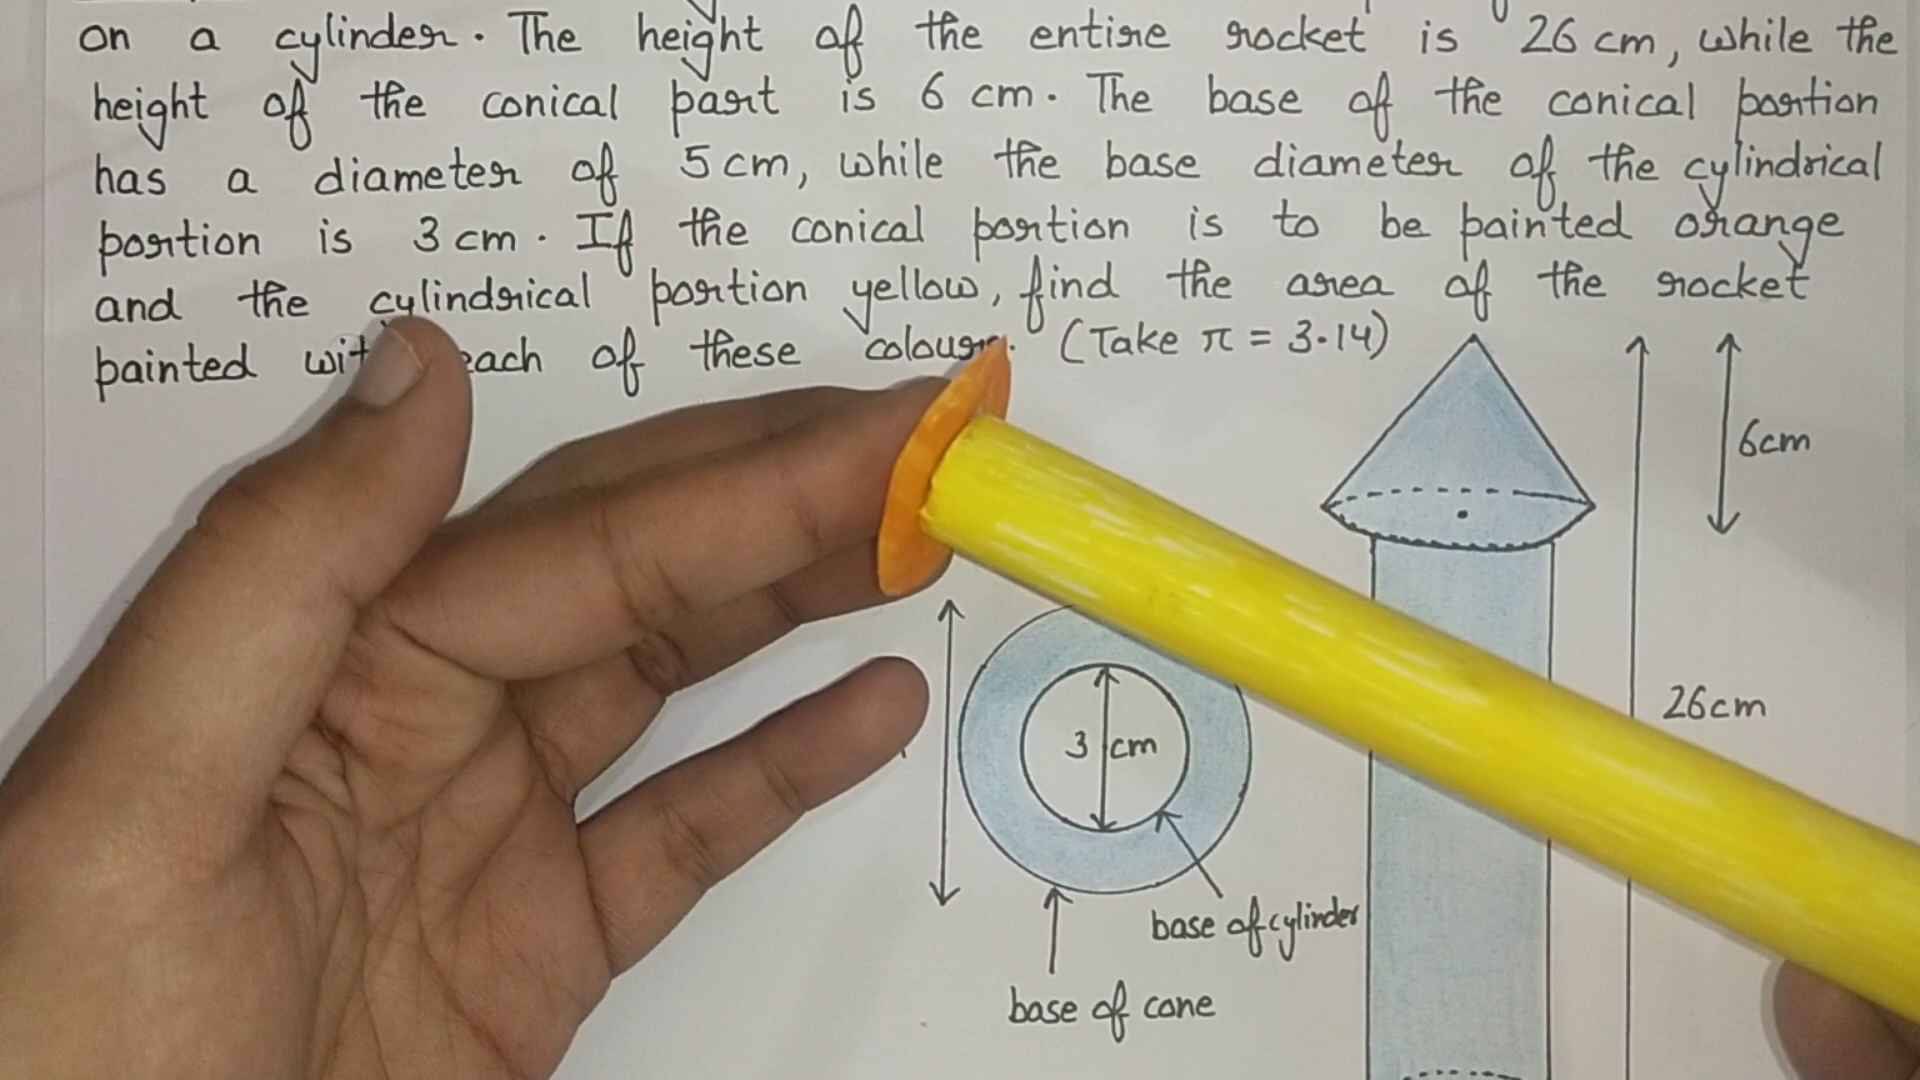 on a cylinder. The height of the entire rocket is 26 cm, while the
height of the conical part is 6 cm. The base of the conical portion
has a diameter of 5 cm, while the base diameter of the cylindrical
portion is 3 cm. If the conical portion is to be painted orange
and the cylindrical portion yellow, find the area of the rocket
painted each of these colours. (Take π = 3.14)
6cm
26cm
3 cm
base of cylinder
base of cone